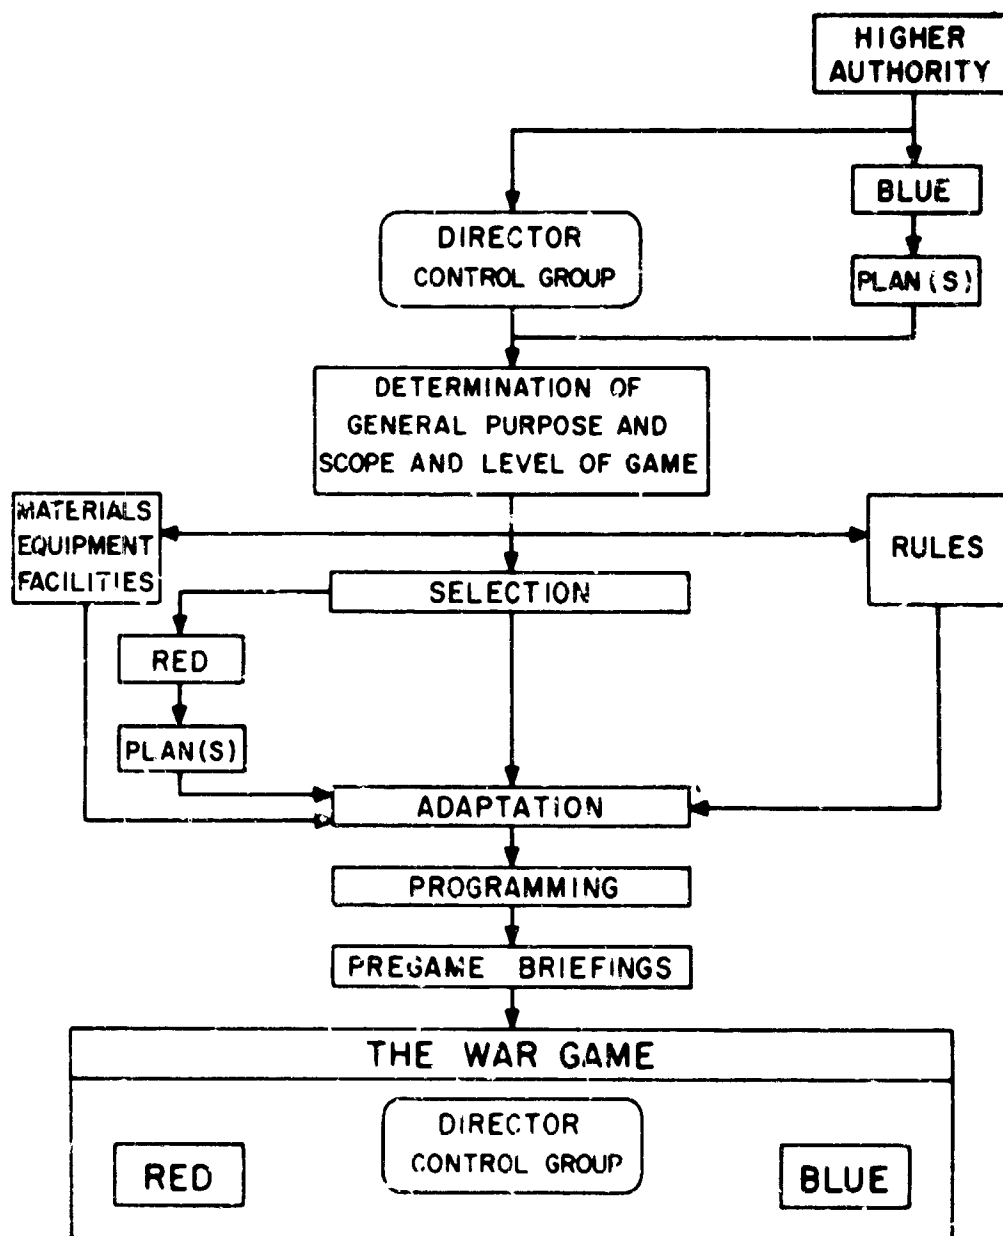 HIGHER
AUTHORITY
BLUE
PLAN(S)
DIRECTOR
CONTROL GROUP
DETERMINATION OF
GENERAL PURPOSE AND
SCOPE AND LEVEL OF GAME
MATERIALS
EQUIPMENT
FACILITIES
RULES
SELECTION
RED
PLAN(S)
ADAPTATION
PROGRAMMING
PREGAME BRIEFINGS
THE WAR GAME
DIRECTOR
CONTROL GROUP
RED
BLUE